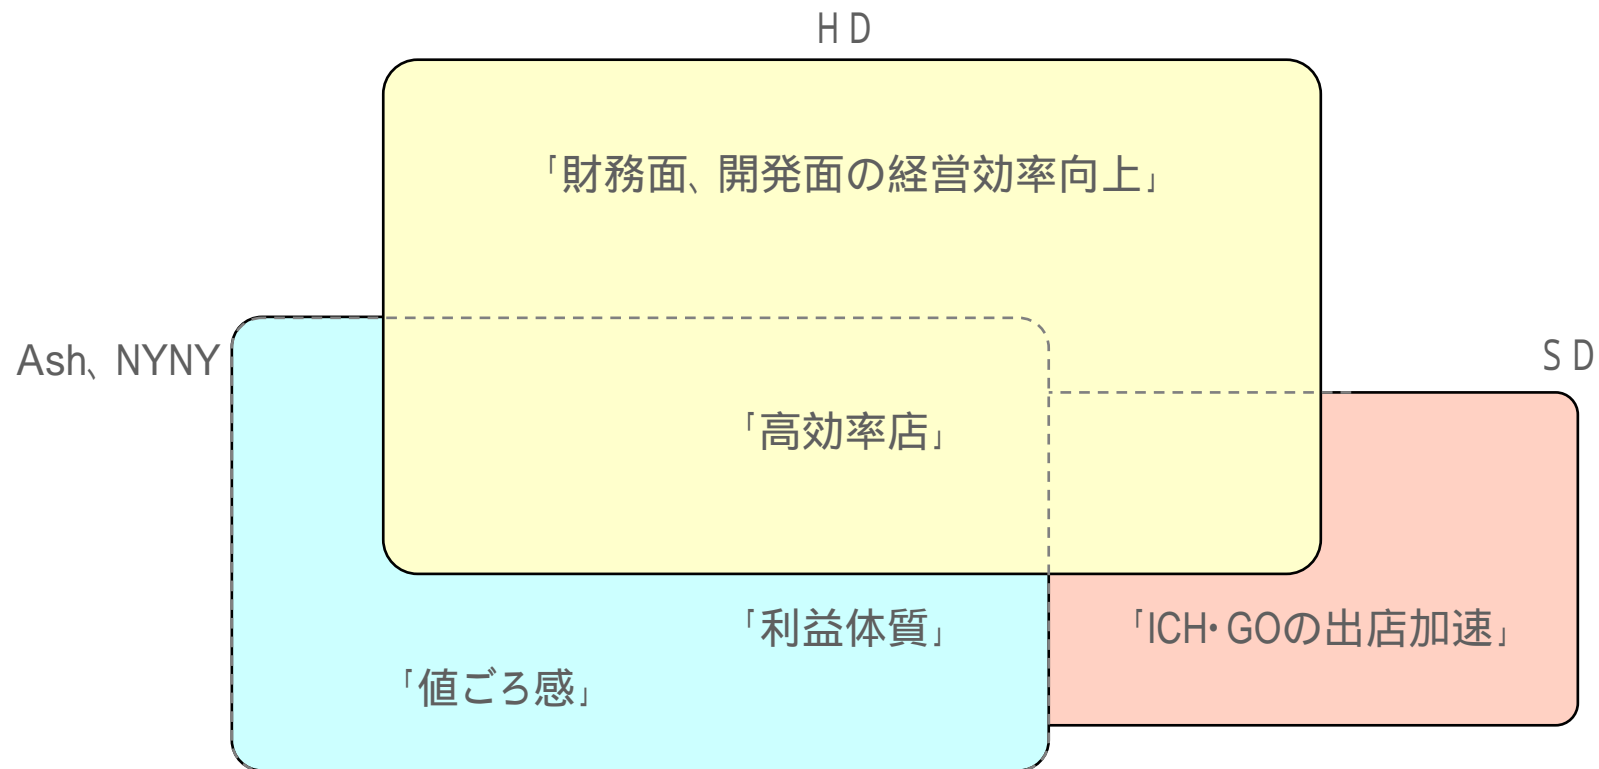 HD
「財務面、開発面の経営効率向上」
Ash、NYNY
SD
「高効率店」
「利益体質」
「ICH・GOの出店加速」
「値ごろ感」